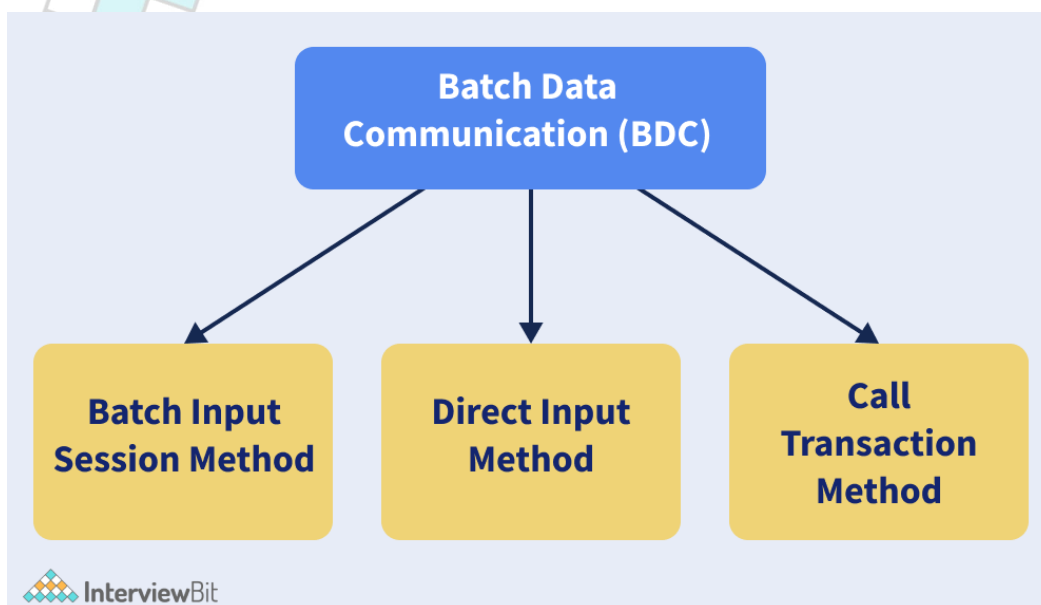 Batch Data
Communication (BDC)
Batch Input
Session Method
Direct Input
Method
Call
Transaction
Method
InterviewBit